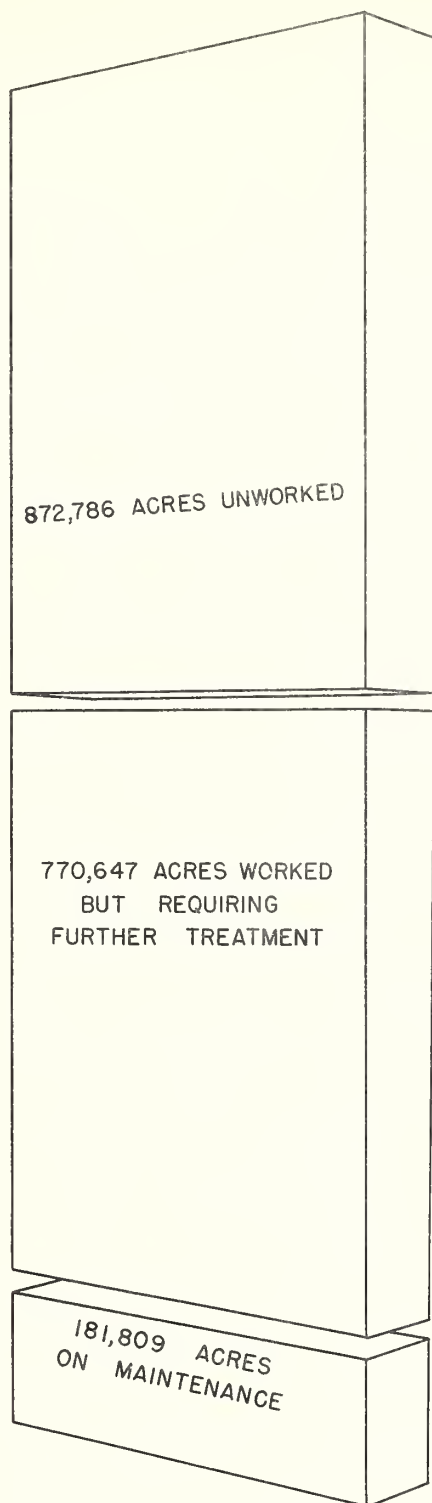 872,786 ACRES UNWORKED
770,647 ACRES WORKED
BUT REQUIRING
FURTHER TREATMENT
181,809 ACRES
ON MAINTENANCE